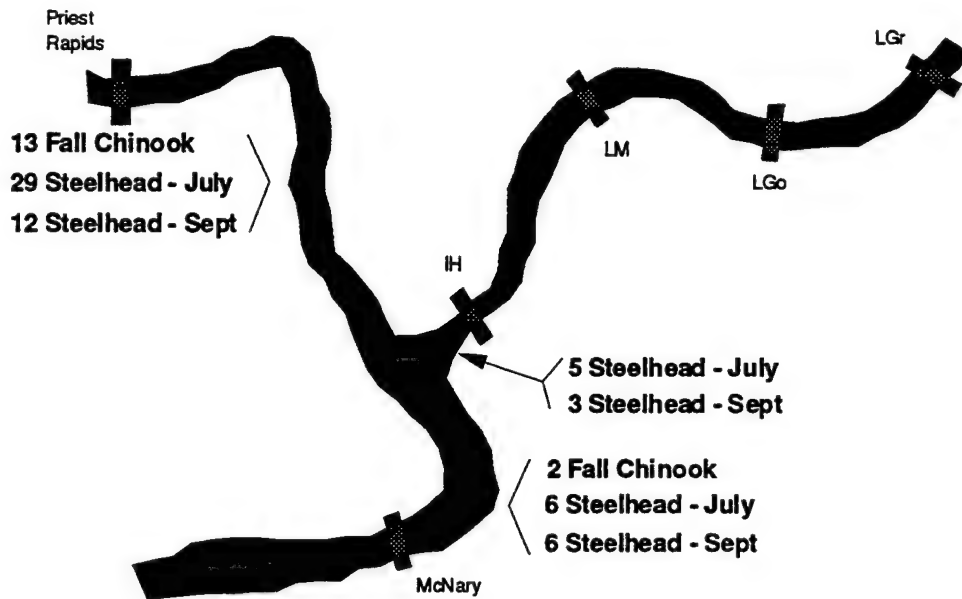 Priest
Rapids
LGr
13 Fall Chinook
29 Steelhead - July
12 Steelhead - Sept
LM
LGo
IH
5 Steelhead - July
3 Steelhead - Sept
2 Fall Chinook
6 Steelhead - July
6 Steelhead - Sept
McNary